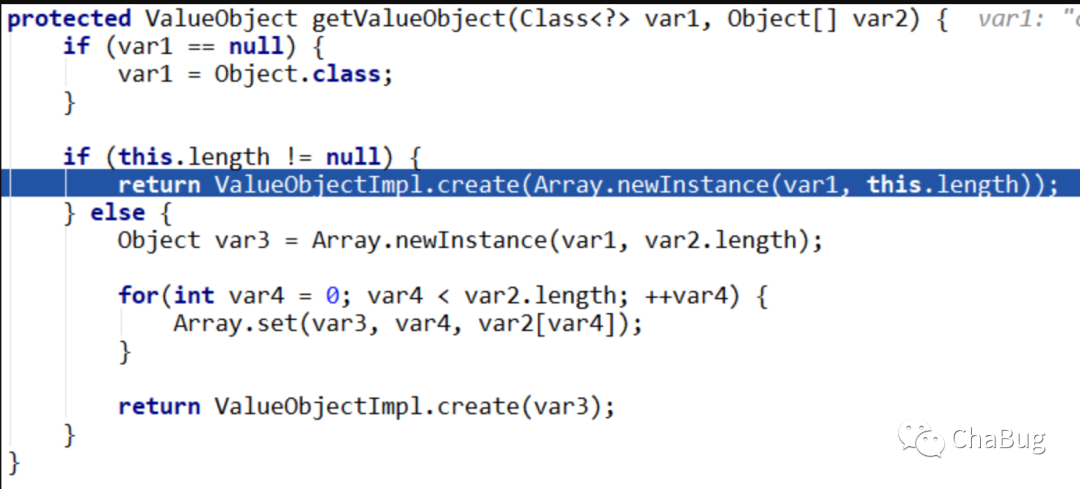 protected ValueObject getValueObject(Class<?> var1, Object[] var2) {  var1: "
    if (var1 == null) {
        var1 = Object.class;
    }

    if (this.length != null) {
        return ValueObjectImpl.create(Array.newInstance(var1, this.length));
    } else {
        Object var3 = Array.newInstance(var1, var2.length);

        for(int var4 = 0; var4 < var2.length; ++var4) {
            Array.set(var3, var4, var2[var4]);
        }

        return ValueObjectImpl.create(var3);
    }
}
ChaBug